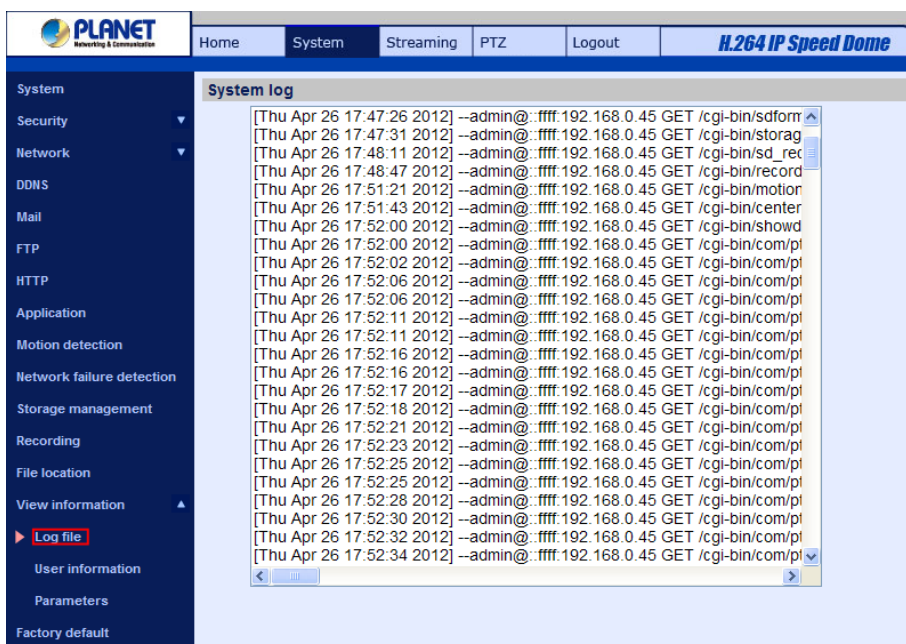 PLANET
Networking & Communication
Home
System
Streaming
PTZ
Logout
H.264 IP Speed Dome
System
Security
Network
DDNS
Mail
FTP
HTTP
Application
Motion detection
Network failure detection
Storage management
Recording
File location
View information
Log file
User information
Parameters
Factory default
System log
[Thu Apr 26 17:47:26 2012] --admin@::ffff:192.168.0.45 GET /cgi-bin/sdform
[Thu Apr 26 17:47:31 2012] --admin@::ffff:192.168.0.45 GET /cgi-bin/storag
[Thu Apr 26 17:48:11 2012] --admin@::ffff:192.168.0.45 GET /cgi-bin/sd_rec
[Thu Apr 26 17:48:47 2012] --admin@::ffff:192.168.0.45 GET /cgi-bin/record
[Thu Apr 26 17:51:21 2012] --admin@::ffff:192.168.0.45 GET /cgi-bin/motion
[Thu Apr 26 17:51:43 2012] --admin@::ffff:192.168.0.45 GET /cgi-bin/center
[Thu Apr 26 17:52:00 2012] --admin@::ffff:192.168.0.45 GET /cgi-bin/showd
[Thu Apr 26 17:52:00 2012] --admin@::ffff:192.168.0.45 GET /cgi-bin/com/pt
[Thu Apr 26 17:52:02 2012] --admin@::ffff:192.168.0.45 GET /cgi-bin/com/pt
[Thu Apr 26 17:52:06 2012] --admin@::ffff:192.168.0.45 GET /cgi-bin/com/pt
[Thu Apr 26 17:52:06 2012] --admin@::ffff:192.168.0.45 GET /cgi-bin/com/pt
[Thu Apr 26 17:52:11 2012] --admin@::ffff:192.168.0.45 GET /cgi-bin/com/pt
[Thu Apr 26 17:52:11 2012] --admin@::ffff:192.168.0.45 GET /cgi-bin/com/pt
[Thu Apr 26 17:52:16 2012] --admin@::ffff:192.168.0.45 GET /cgi-bin/com/pt
[Thu Apr 26 17:52:16 2012] --admin@::ffff:192.168.0.45 GET /cgi-bin/com/pt
[Thu Apr 26 17:52:17 2012] --admin@::ffff:192.168.0.45 GET /cgi-bin/com/pt
[Thu Apr 26 17:52:18 2012] --admin@::ffff:192.168.0.45 GET /cgi-bin/com/pt
[Thu Apr 26 17:52:21 2012] --admin@::ffff:192.168.0.45 GET /cgi-bin/com/pt
[Thu Apr 26 17:52:23 2012] --admin@::ffff:192.168.0.45 GET /cgi-bin/com/pt
[Thu Apr 26 17:52:25 2012] --admin@::ffff:192.168.0.45 GET /cgi-bin/com/pt
[Thu Apr 26 17:52:25 2012] --admin@::ffff:192.168.0.45 GET /cgi-bin/com/pt
[Thu Apr 26 17:52:28 2012] --admin@::ffff:192.168.0.45 GET /cgi-bin/com/pt
[Thu Apr 26 17:52:30 2012] --admin@::ffff:192.168.0.45 GET /cgi-bin/com/pt
[Thu Apr 26 17:52:32 2012] --admin@::ffff:192.168.0.45 GET /cgi-bin/com/pt
[Thu Apr 26 17:52:34 2012] --admin@::ffff:192.168.0.45 GET /cgi-bin/com/pt